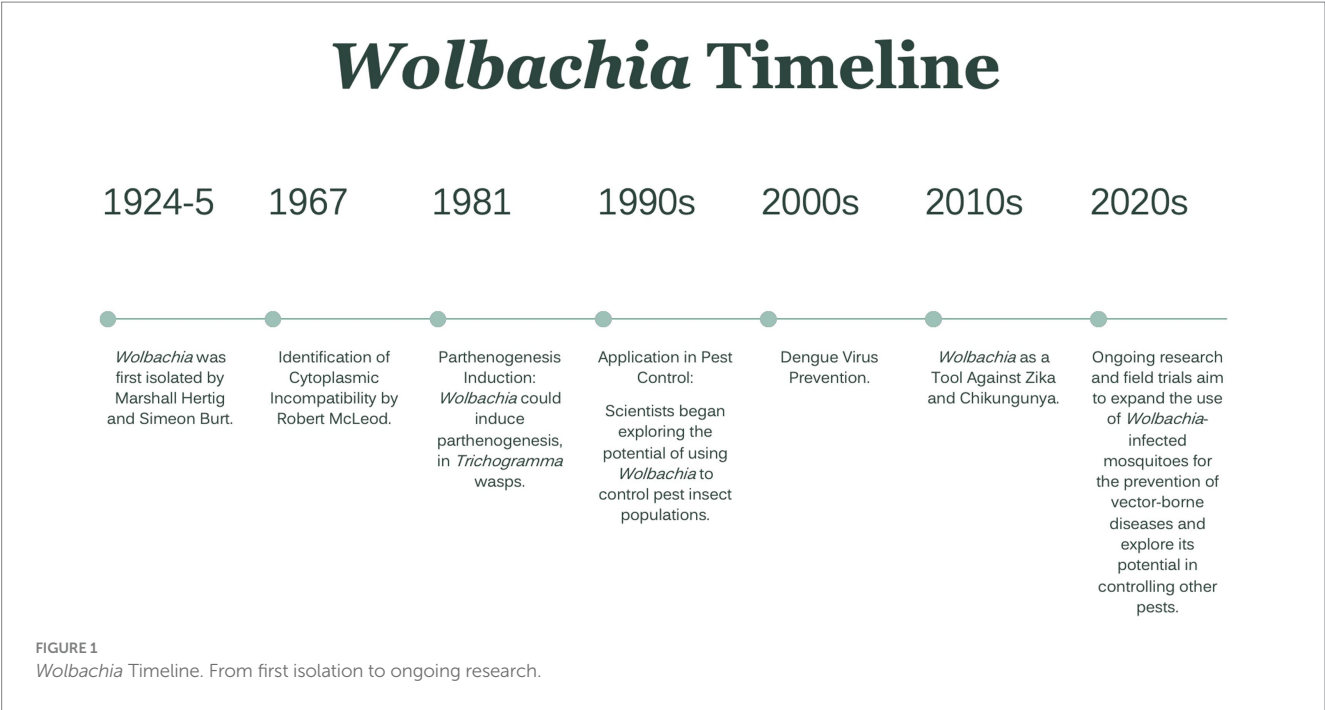 Wolbachia Timeline
1924-5
1967
1981
1990s
2000s
2010s
2020s
Wolbachia was
first isolated by
Marshall Hertig
and Simeon Burt.
Identification of
Cytoplasmic
Incompatibility by
Robert McLeod.
Parthenogenesis
Induction:
Wolbachia could
induce
parthenogenesis,
in Trichogramma
wasps.
Application in Pest
Control:
Scientists began
exploring the
potential of using
Wolbachia to
control pest insect
populations.
Dengue Virus
Prevention.
Wolbachia as a
Tool Against Zika
and Chikungunya.
Ongoing research
and field trials aim
to expand the use
of Wolbachia-
infected
mosquitoes for
the prevention of
vector-borne
diseases and
explore its
potential in
controlling other
pests.
FIGURE 1
Wolbachia Timeline. From first isolation to ongoing research.